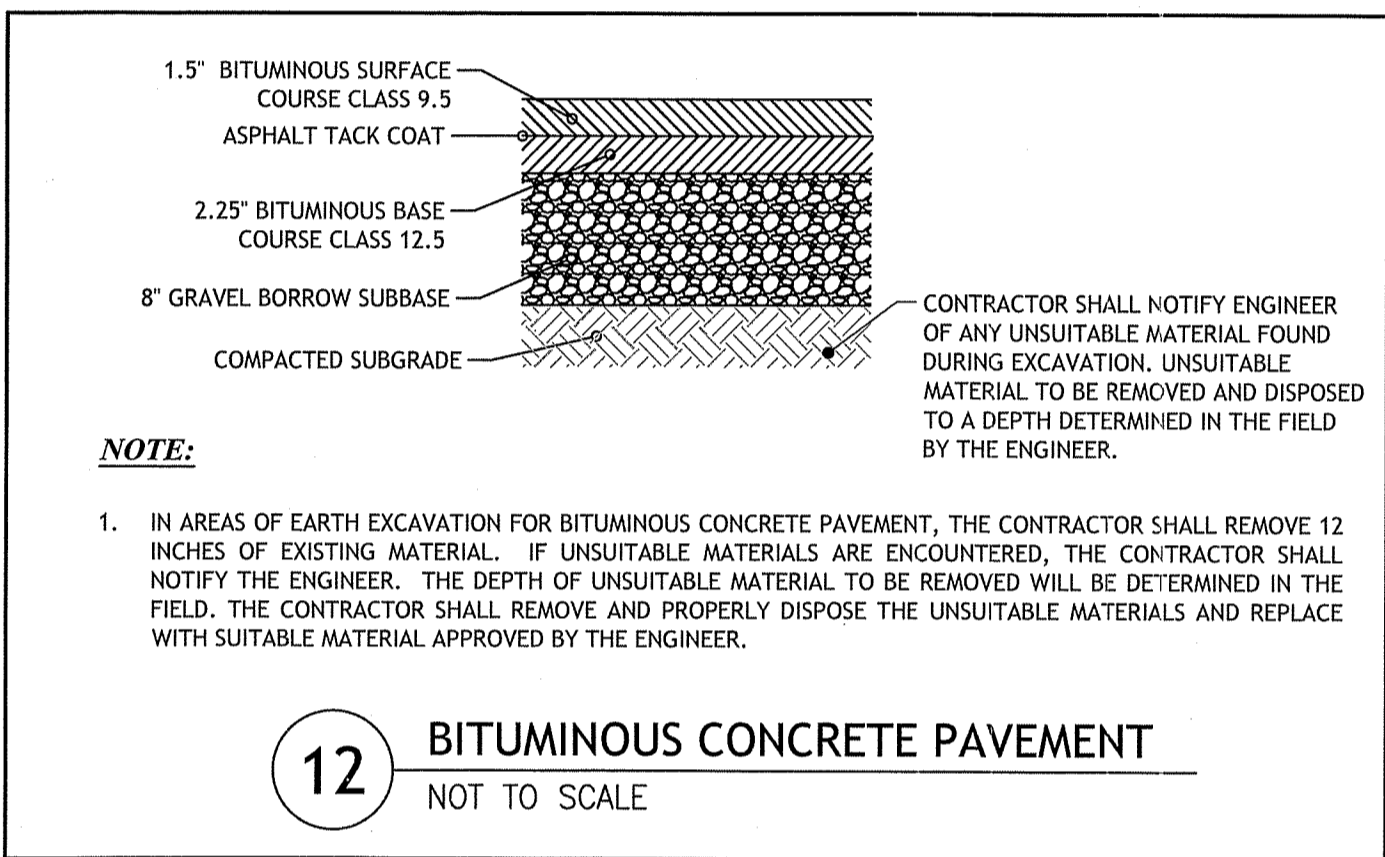 1.5" BITUMINOUS SURFACE
COURSE CLASS 9.5
ASPHALT TACK COAT
2.25" BITUMINOUS BASE
COURSE CLASS 12.5
8" GRAVEL BORROW SUBBASE
COMPACTED SUBGRADE
CONTRACTOR SHALL NOTIFY ENGINEER
OF ANY UNSUITABLE MATERIAL FOUND
DURING EXCAVATION. UNSUITABLE
MATERIAL TO BE REMOVED AND DISPOSED
TO A DEPTH DETERMINED IN THE FIELD
BY THE ENGINEER.
NOTE:
1. IN AREAS OF EARTH EXCAVATION FOR BITUMINOUS CONCRETE PAVEMENT, THE CONTRACTOR SHALL REMOVE 12
INCHES OF EXISTING MATERIAL. IF UNSUITABLE MATERIALS ARE ENCOUNTERED, THE CONTRACTOR SHALL
NOTIFY THE ENGINEER. THE DEPTH OF UNSUITABLE MATERIAL TO BE REMOVED WILL BE DETERMINED IN THE
FIELD. THE CONTRACTOR SHALL REMOVE AND PROPERLY DISPOSE THE UNSUITABLE MATERIALS AND REPLACE
WITH SUITABLE MATERIAL APPROVED BY THE ENGINEER.
12
BITUMINOUS CONCRETE PAVEMENT
NOT TO SCALE